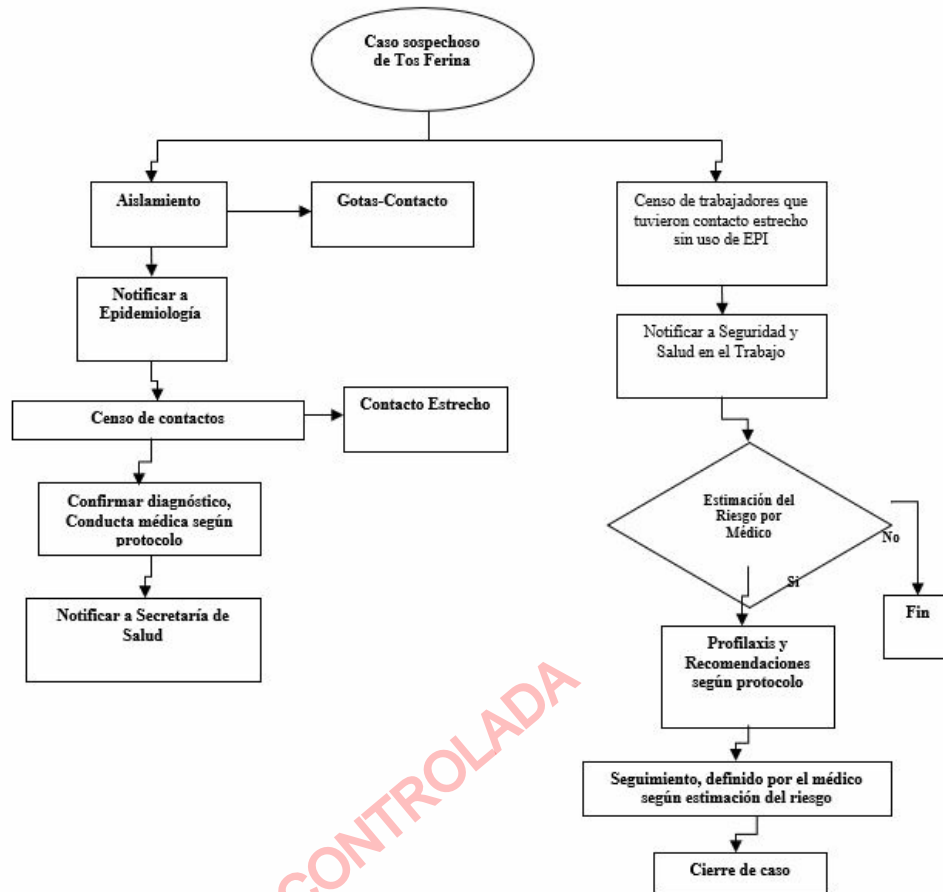 Caso sospechoso
de Tos Ferina
Aislamiento
Gotas-Contacto
Notificar a
Epidemiología
Censo de contactos
Contacto Estrecho
Confirmar diagnóstico,
Conducta médica según
protocolo
Notificar a Secretaría de
Salud
Censo de trabajadores que
tuvieron contacto estrecho
sin uso de EPI
Notificar a Seguridad y
Salud en el Trabajo
Estimación del
Riesgo por
Médico
No
Si
Fin
Profilaxis y
Recomendaciones
según protocolo
Seguimiento, definido por el médico
según estimación del riesgo
Cierre de caso
CONTROLADA